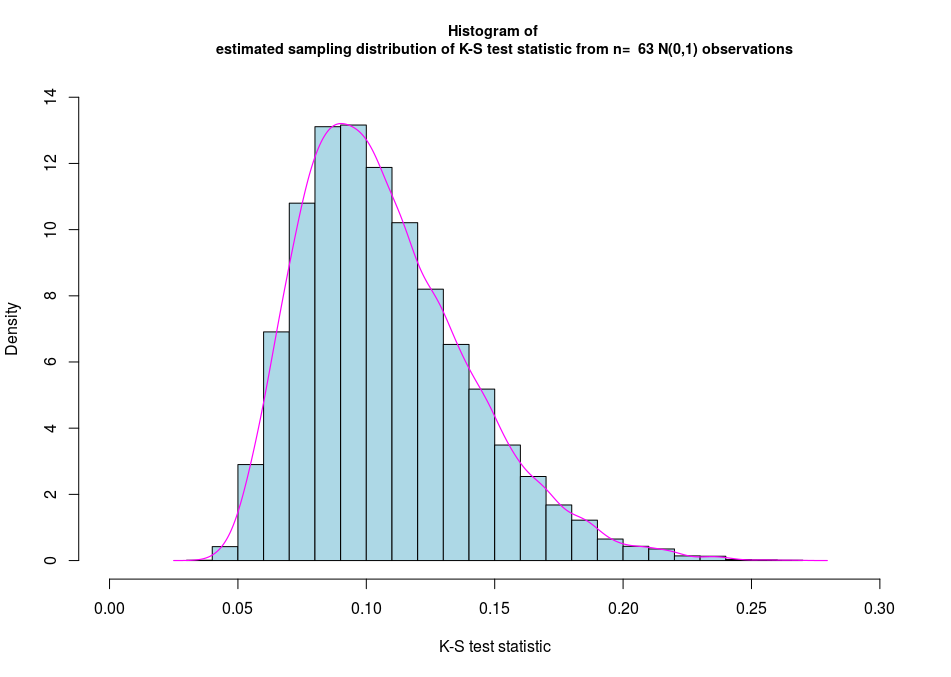 Histogram of
estimated sampling distribution of K-S test statistic from n=  63 N(0,1) observations
Density
14
12
10
8
6
4
2
0
0.00 0.05 0.10 0.15 0.20 0.25 0.30
K-S test statistic